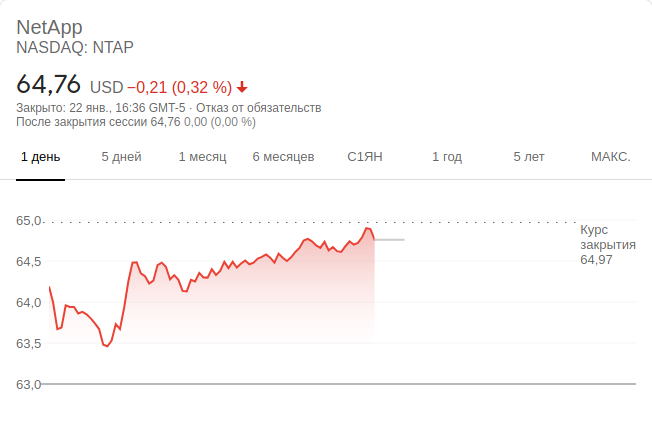 NetApp
NASDAQ: NTAP
64,76 USD −0,21 (0,32 %)
Закрыто: 22 янв., 16:36 GMT-5 · Отказ от обязательств
После закрытия сессии 64,76 0,00 (0,00 %)
1 день 5 дней 1 месяц 6 месяцев С1ЯН 1 год 5 лет МАКС.
65,0
Курс
закрытия
64,97
64,5
64,0
63,5
63,0